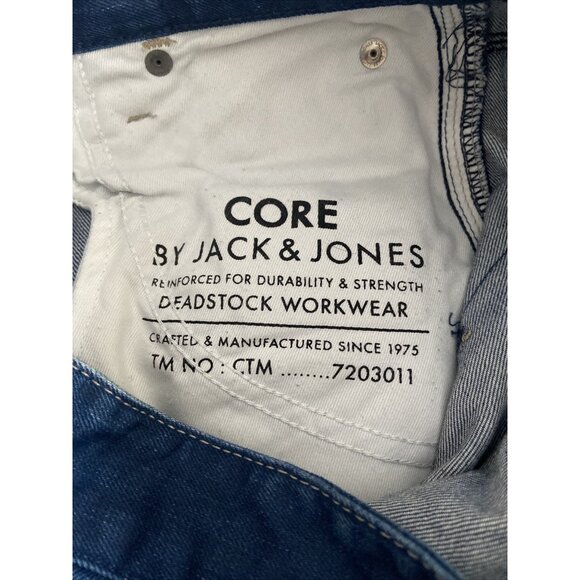 CORE
BY JACK & JONES
REINFORCED FOR DURABILITY & STRENGTH
DEADSTOCK WORKWEAR
CRAFTED & MANUFACTURED SINCE 1975
TM NO : CTM ........7203011